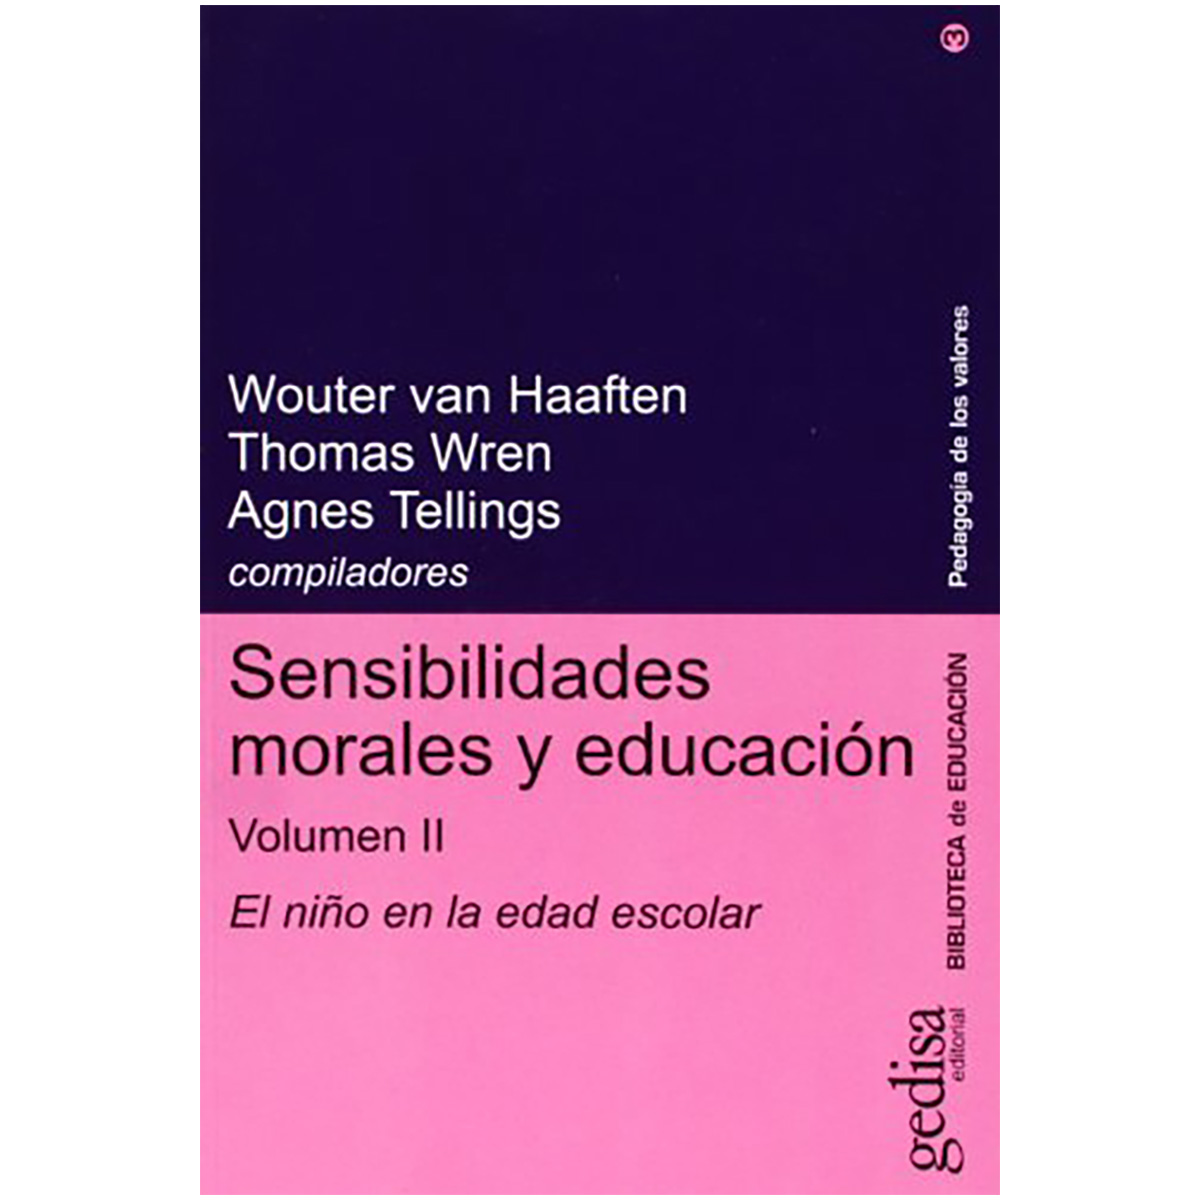 3
Wouter van Haaften
Thomas Wren
Agnes Tellings
compiladores
Pedagogía de los valores
Sensibilidades
morales y educación
Volumen II
El niño en la edad escolar
BIBLIOTECA de EDUCACIÓN
gedisa
editorial